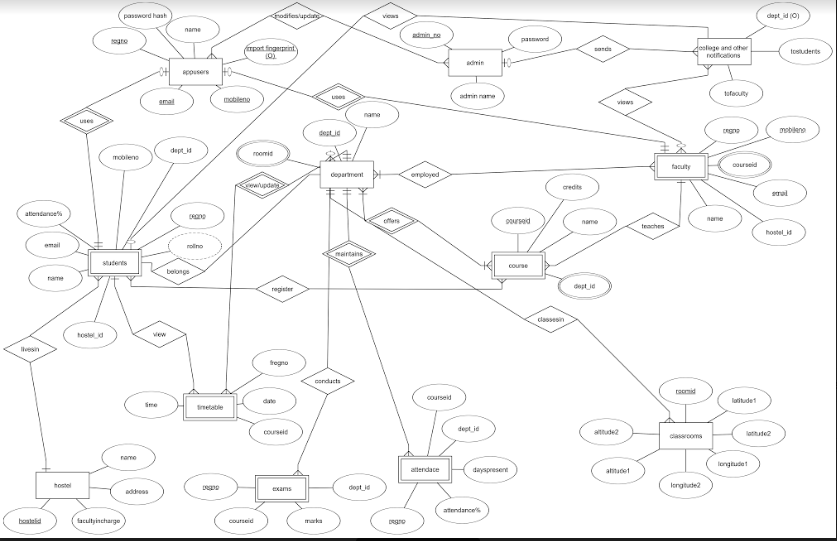 password hash
modifies/update
views
dept_id (O)
regno
name
import fingerprint
(O)
admin_no
password
sends
college and other
notifications
tostudents
appusers
admin
email
mobileno
uses
admin name
tofaculty
views
uses
name
dept_id
roomid
mobileno
dept_id
department
employed
faculty
regno
mobileno
courseid
email
name
hostel_id
view/update
credits
courseid
name
attendance%
email
name
regno
rollno
students
belongs
offers
teaches
maintains
course
dept_id
register
hostel_id
view
livesin
classesin
fregno
date
courseid
time
timetable
conducts
courseid
dept_id
roomid
latitude1
latitude2
longitude1
longitude2
altitude1
altitude2
classrooms
name
hostel
address
hostelid
facultyincharge
regno
exams
dept_id
courseid
marks
attendace
dayspresent
attendance%
regno